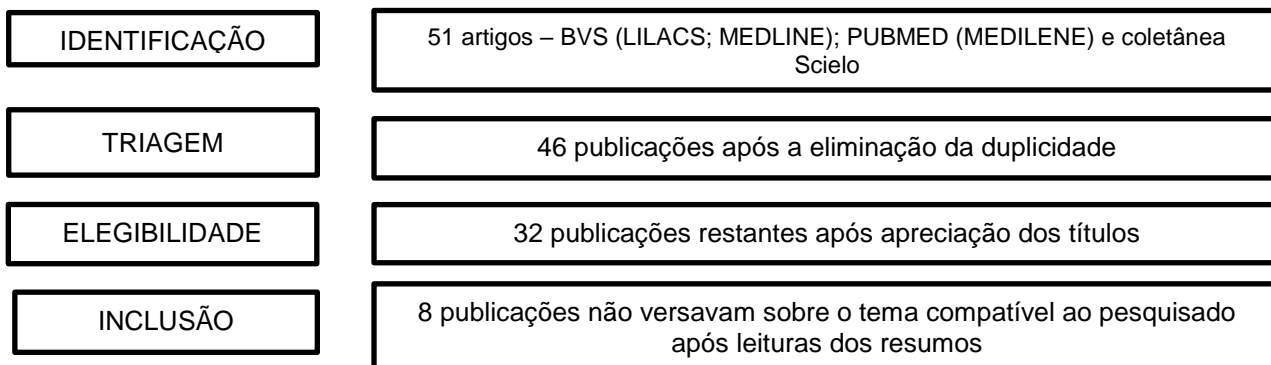 IDENTIFICAÇÃO
51 artigos – BVS (LILACS; MEDLINE); PUBMED (MEDILENE) e coletânea
Scielo
TRIAGEM
46 publicações após a eliminação da duplicidade
ELEGIBILIDADE
32 publicações restantes após apreciação dos títulos
INCLUSÃO
8 publicações não versavam sobre o tema compatível ao pesquisado
após leituras dos resumos